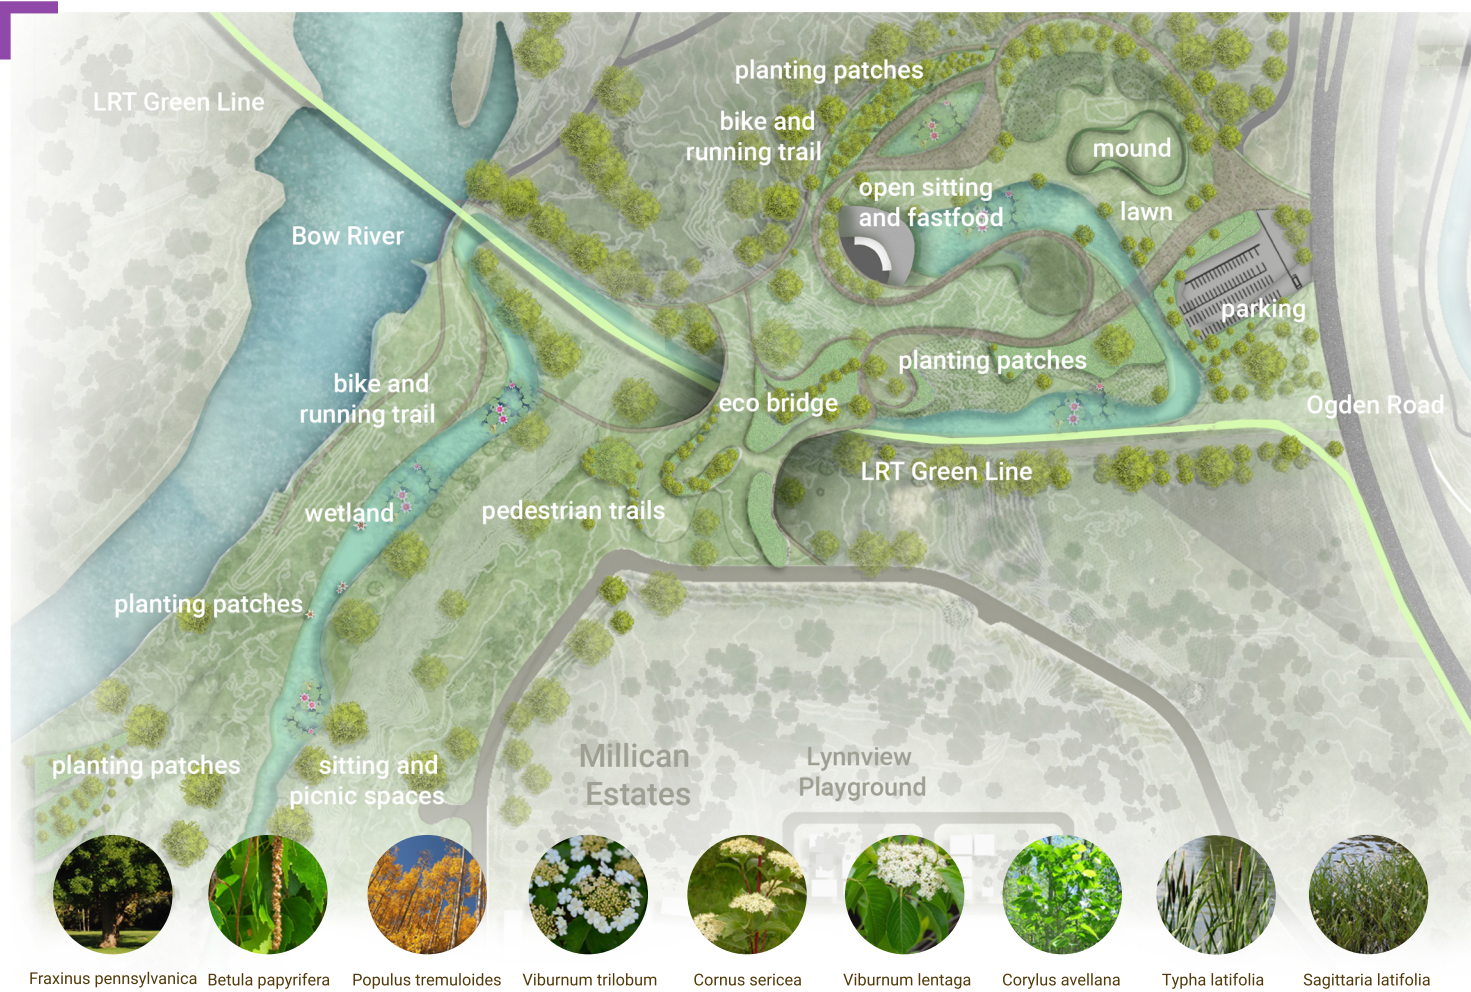 planting patches
LRT Green Line
bike and
running trail
mound
open sitting
and fastfood
lawn
Bow River
parking
planting patches
bike and
running trail
eco bridge
Ogden Road
LRT Green Line
wetland
pedestrian trails
planting patches
Millican
Estates
Lynnview
Playground
planting patches
sitting and
picnic spaces
Fraxinus pennsylvanica
Betula papyrifera
Populus tremuloides
Viburnum trilobum
Cornus sericea
Viburnum lentaga
Corylus avellana
Typha latifolia
Sagittaria latifolia